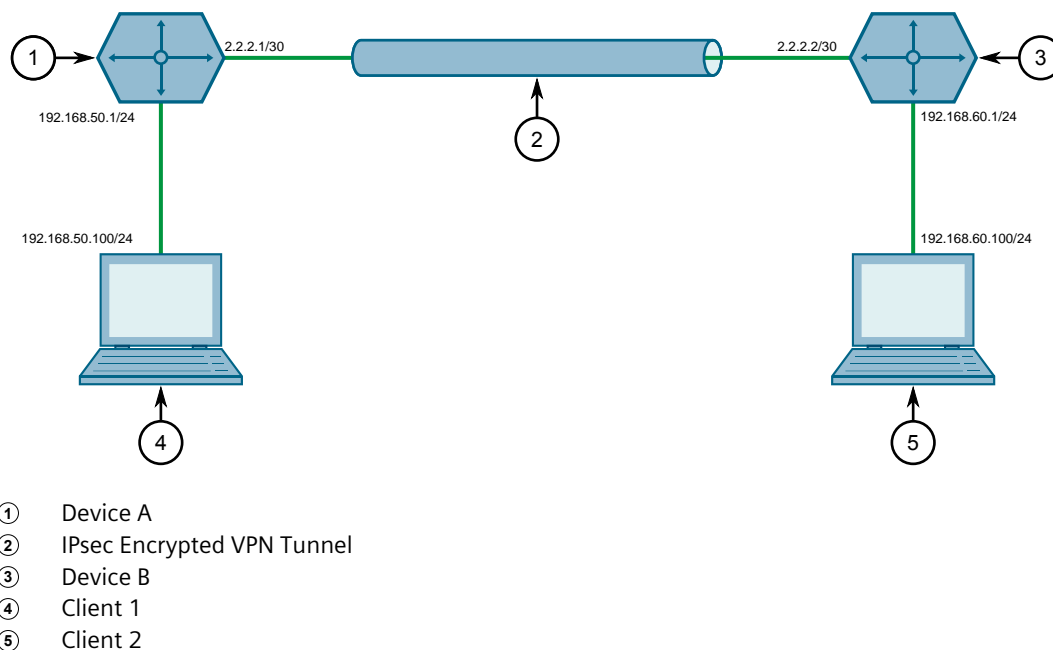 1
2.2.2.1/30
2.2.2.2/30
3
192.168.50.1/24
192.168.60.1/24
2
192.168.50.100/24
192.168.60.100/24
4
5
1 Device A
2 IPsec Encrypted VPN Tunnel
3 Device B
4 Client 1
5 Client 2